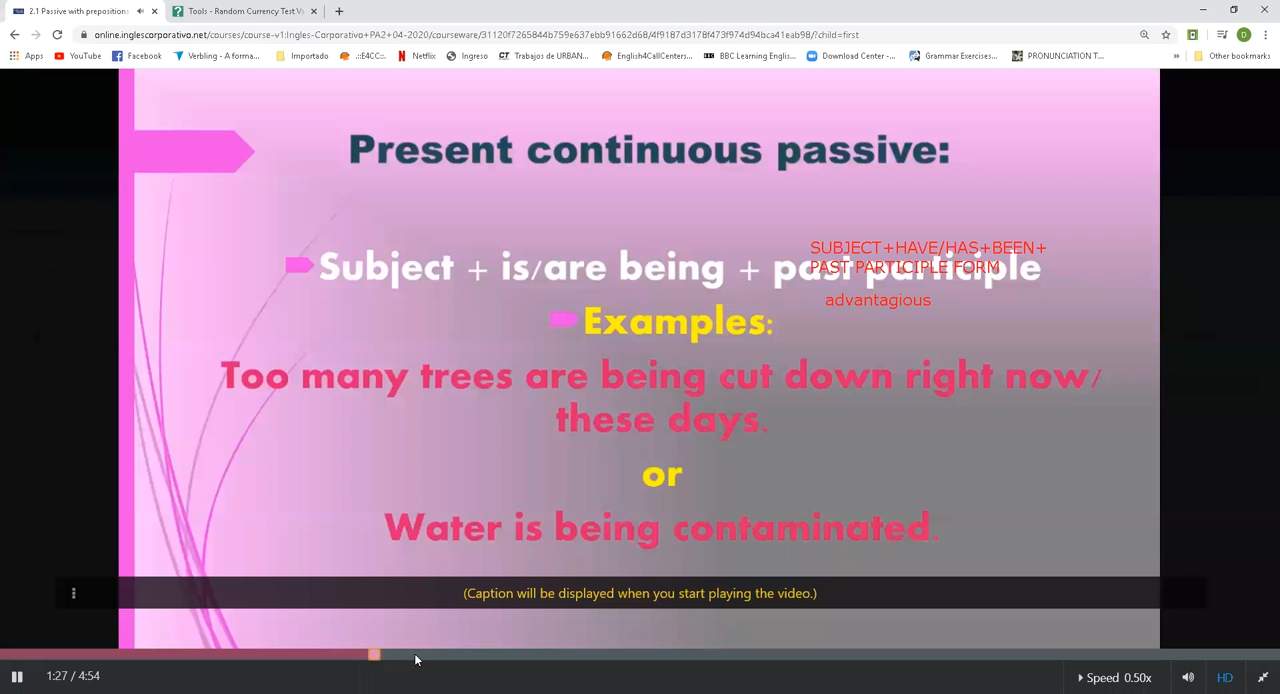 2.1 Passive with preposition
Tools - Random Currency Test V
online.inglescorporativo.net/courses/course-v1:Ingles-Corporativo+PA2+04-2020/courseware/31120f7265844b759e637ebb91662d68/4f9187d3178f473f974d94bca41eab98/?child=first
Apps YouTube Facebook Verbling - A forma... Importado .::E4CC::. Netflix Ingreso Trabajos de URBAN... English4CallCenters... BBC Learning Englis... Download Center -... Grammar Exercises... PRONUNCIATION T... » Other bookmarks
Present continuous passive:
SUBJECT+HAVE/HAS+BEEN+
PAST PARTICIPLE FORM
Subject + is/are being + past participle
advantagious
Examples:
Too many trees are being cut down right now/
these days.
or
Water is being contaminated.
(Caption will be displayed when you start playing the video.)
1:27 / 4:54
Speed 0.50x
HD